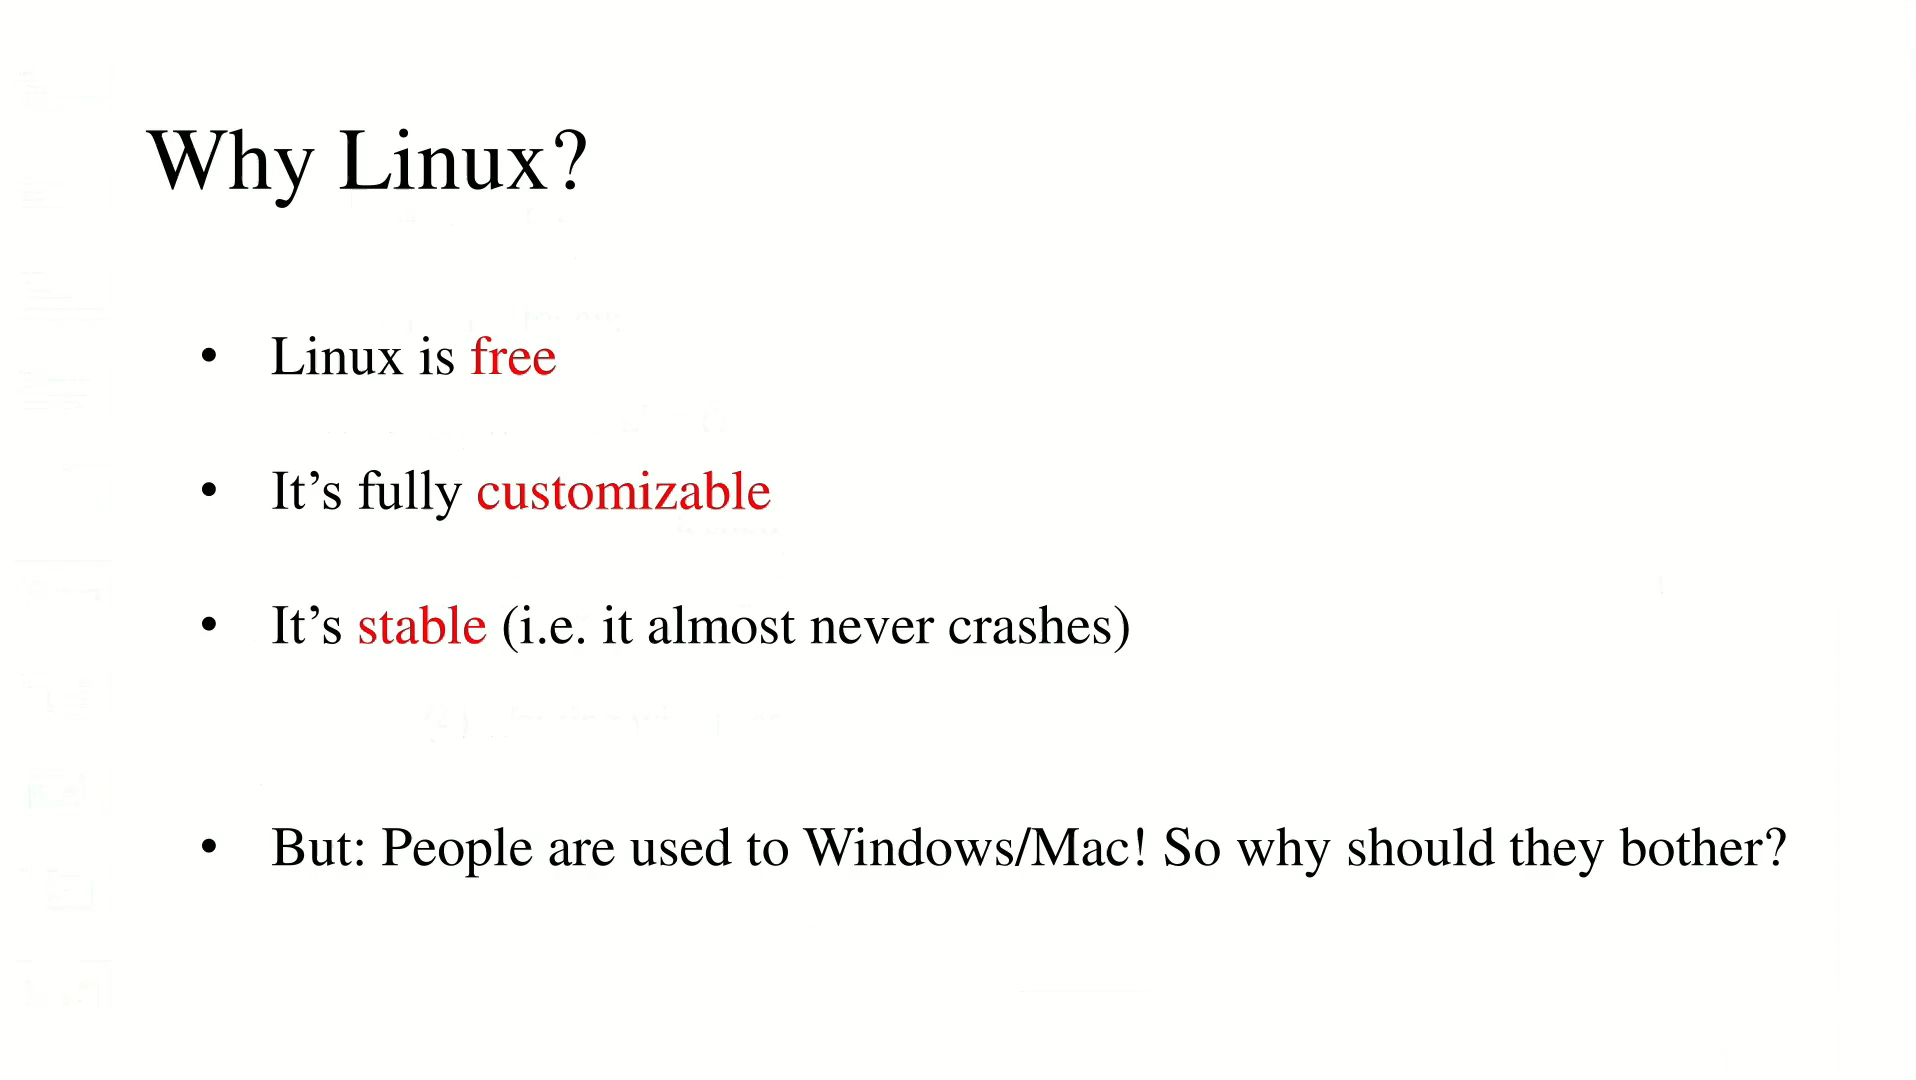 Why Linux?
• Linux is free
• It’s fully customizable
• It’s stable (i.e. it almost never crashes)
• But: People are used to Windows/Mac! So why should they bother?